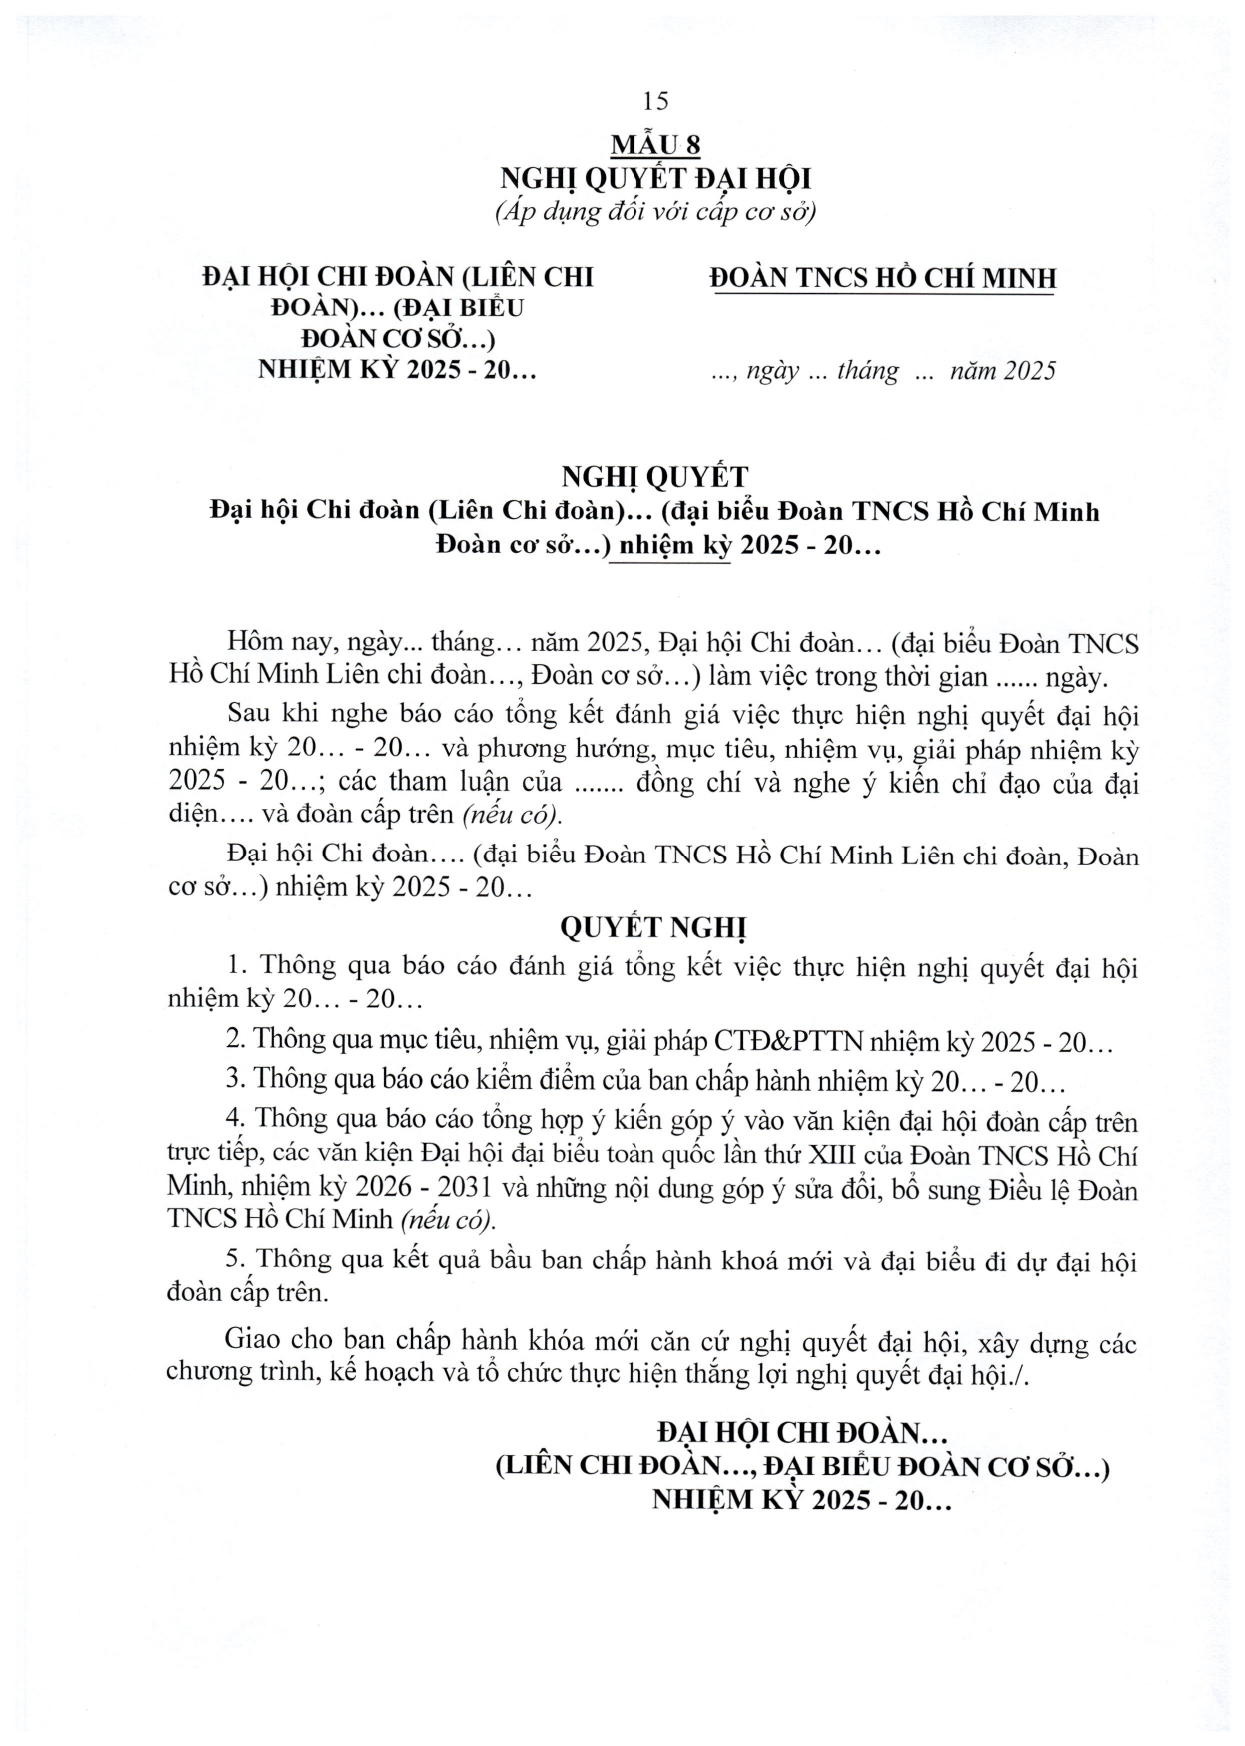 15
MẪU 8
NGHỊ QUYẾT ĐẠI HỘI
(Áp dụng đối với cấp cơ sở)
ĐẠI HỘI CHI ĐOÀN (LIÊN CHI
ĐOÀN)… (ĐẠI BIỂU
ĐOÀN CƠ SỞ…)
NHIỆM KỲ 2025 - 20…
ĐOÀN TNCS HỒ CHÍ MINH
..., ngày ... tháng ... năm 2025
NGHỊ QUYẾT
Đại hội Chi đoàn (Liên Chi đoàn)… (đại biểu Đoàn TNCS Hồ Chí Minh
Đoàn cơ sở…) nhiệm kỳ 2025 - 20…
Hôm nay, ngày... tháng… năm 2025, Đại hội Chi đoàn… (đại biểu Đoàn TNCS
Hồ Chí Minh Liên chi đoàn…, Đoàn cơ sở…) làm việc trong thời gian ...... ngày.
Sau khi nghe báo cáo tổng kết đánh giá việc thực hiện nghị quyết đại hội
nhiệm kỳ 20… - 20… và phương hướng, mục tiêu, nhiệm vụ, giải pháp nhiệm kỳ
2025 - 20…; các tham luận của ....... đồng chí và nghe ý kiến chỉ đạo của đại
diện…. và đoàn cấp trên (nếu có).
Đại hội Chi đoàn…. (đại biểu Đoàn TNCS Hồ Chí Minh Liên chi đoàn, Đoàn
cơ sở…) nhiệm kỳ 2025 - 20…
QUYẾT NGHỊ
1. Thông qua báo cáo đánh giá tổng kết việc thực hiện nghị quyết đại hội
nhiệm kỳ 20… - 20…
2. Thông qua mục tiêu, nhiệm vụ, giải pháp CTĐ&PTTN nhiệm kỳ 2025 - 20…
3. Thông qua báo cáo kiểm điểm của ban chấp hành nhiệm kỳ 20… - 20…
4. Thông qua báo cáo tổng hợp ý kiến góp ý vào văn kiện đại hội đoàn cấp trên
trực tiếp, các văn kiện Đại hội đại biểu toàn quốc lần thứ XIII của Đoàn TNCS Hồ Chí
Minh, nhiệm kỳ 2026 - 2031 và những nội dung góp ý sửa đổi, bổ sung Điều lệ Đoàn
TNCS Hồ Chí Minh (nếu có).
5. Thông qua kết quả bầu ban chấp hành khoá mới và đại biểu đi dự đại hội
đoàn cấp trên.
Giao cho ban chấp hành khóa mới căn cứ nghị quyết đại hội, xây dựng các
chương trình, kế hoạch và tổ chức thực hiện thắng lợi nghị quyết đại hội./.
ĐẠI HỘI CHI ĐOÀN…
(LIÊN CHI ĐOÀN…, ĐẠI BIỂU ĐOÀN CƠ SỞ…)
NHIỆM KỲ 2025 - 20…